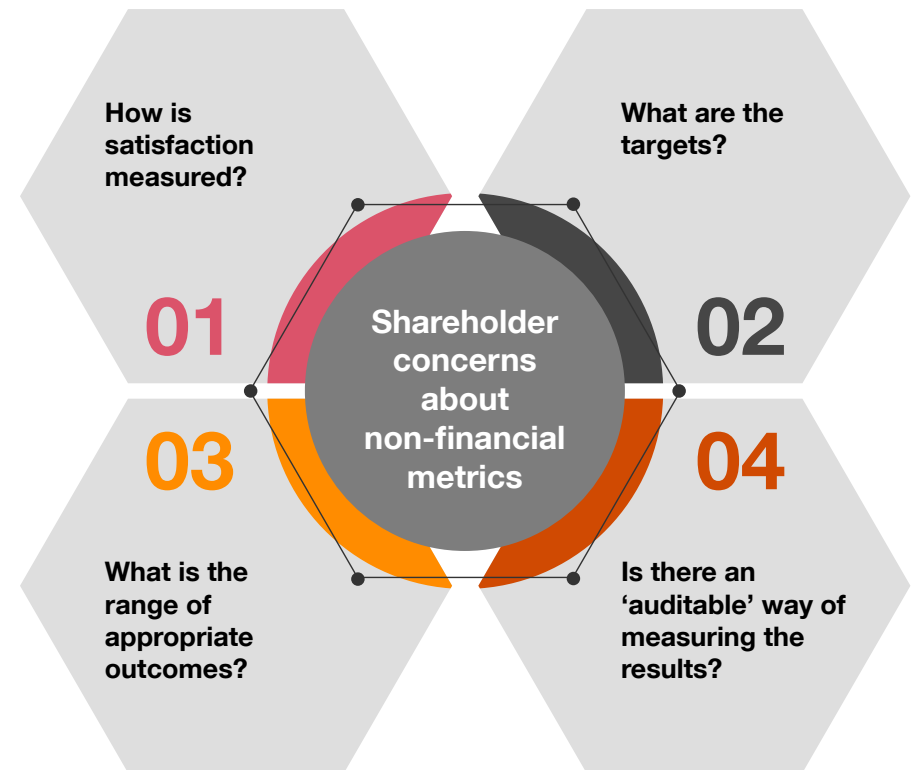 How is
satisfaction
measured?
01
What are the
targets?
02
Shareholder
concerns
about
non-financial
metrics
03
What is the
range of
appropriate
outcomes?
04
Is there an
‘auditable’ way of
measuring the
results?